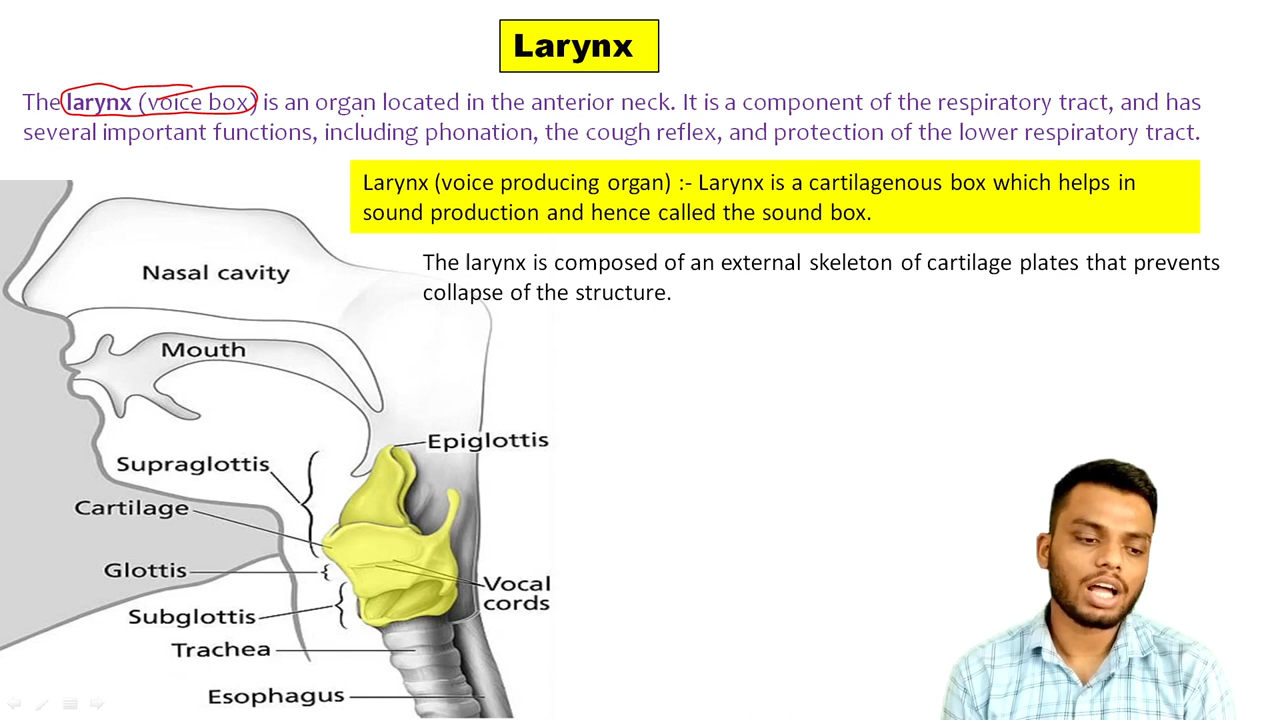 Larynx
The larynx (voice box) is an organ located in the anterior neck. It is a component of the respiratory tract, and has
several important functions, including phonation, the cough reflex, and protection of the lower respiratory tract.
Larynx (voice producing organ) :- Larynx is a cartilagenous box which helps in
sound production and hence called the sound box.
The larynx is composed of an external skeleton of cartilage plates that prevents
collapse of the structure.
Nasal cavity
Mouth
Epiglottis
Supraglottis
Cartilage
Glottis
Vocal
cords
Subglottis
Trachea
Esophagus